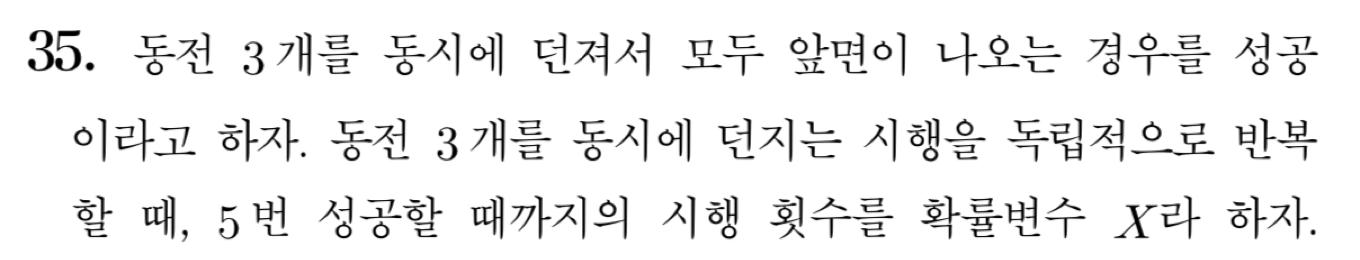 35. 동전 3개를 동시에 던져서 모두 앞면이 나오는 경우를 성공
이라고 하자. 동전 3개를 동시에 던지는 시행을 독립적으로 반복
할 때, 5번 성공할 때까지의 시행 횟수를 확률변수 X라 하자.